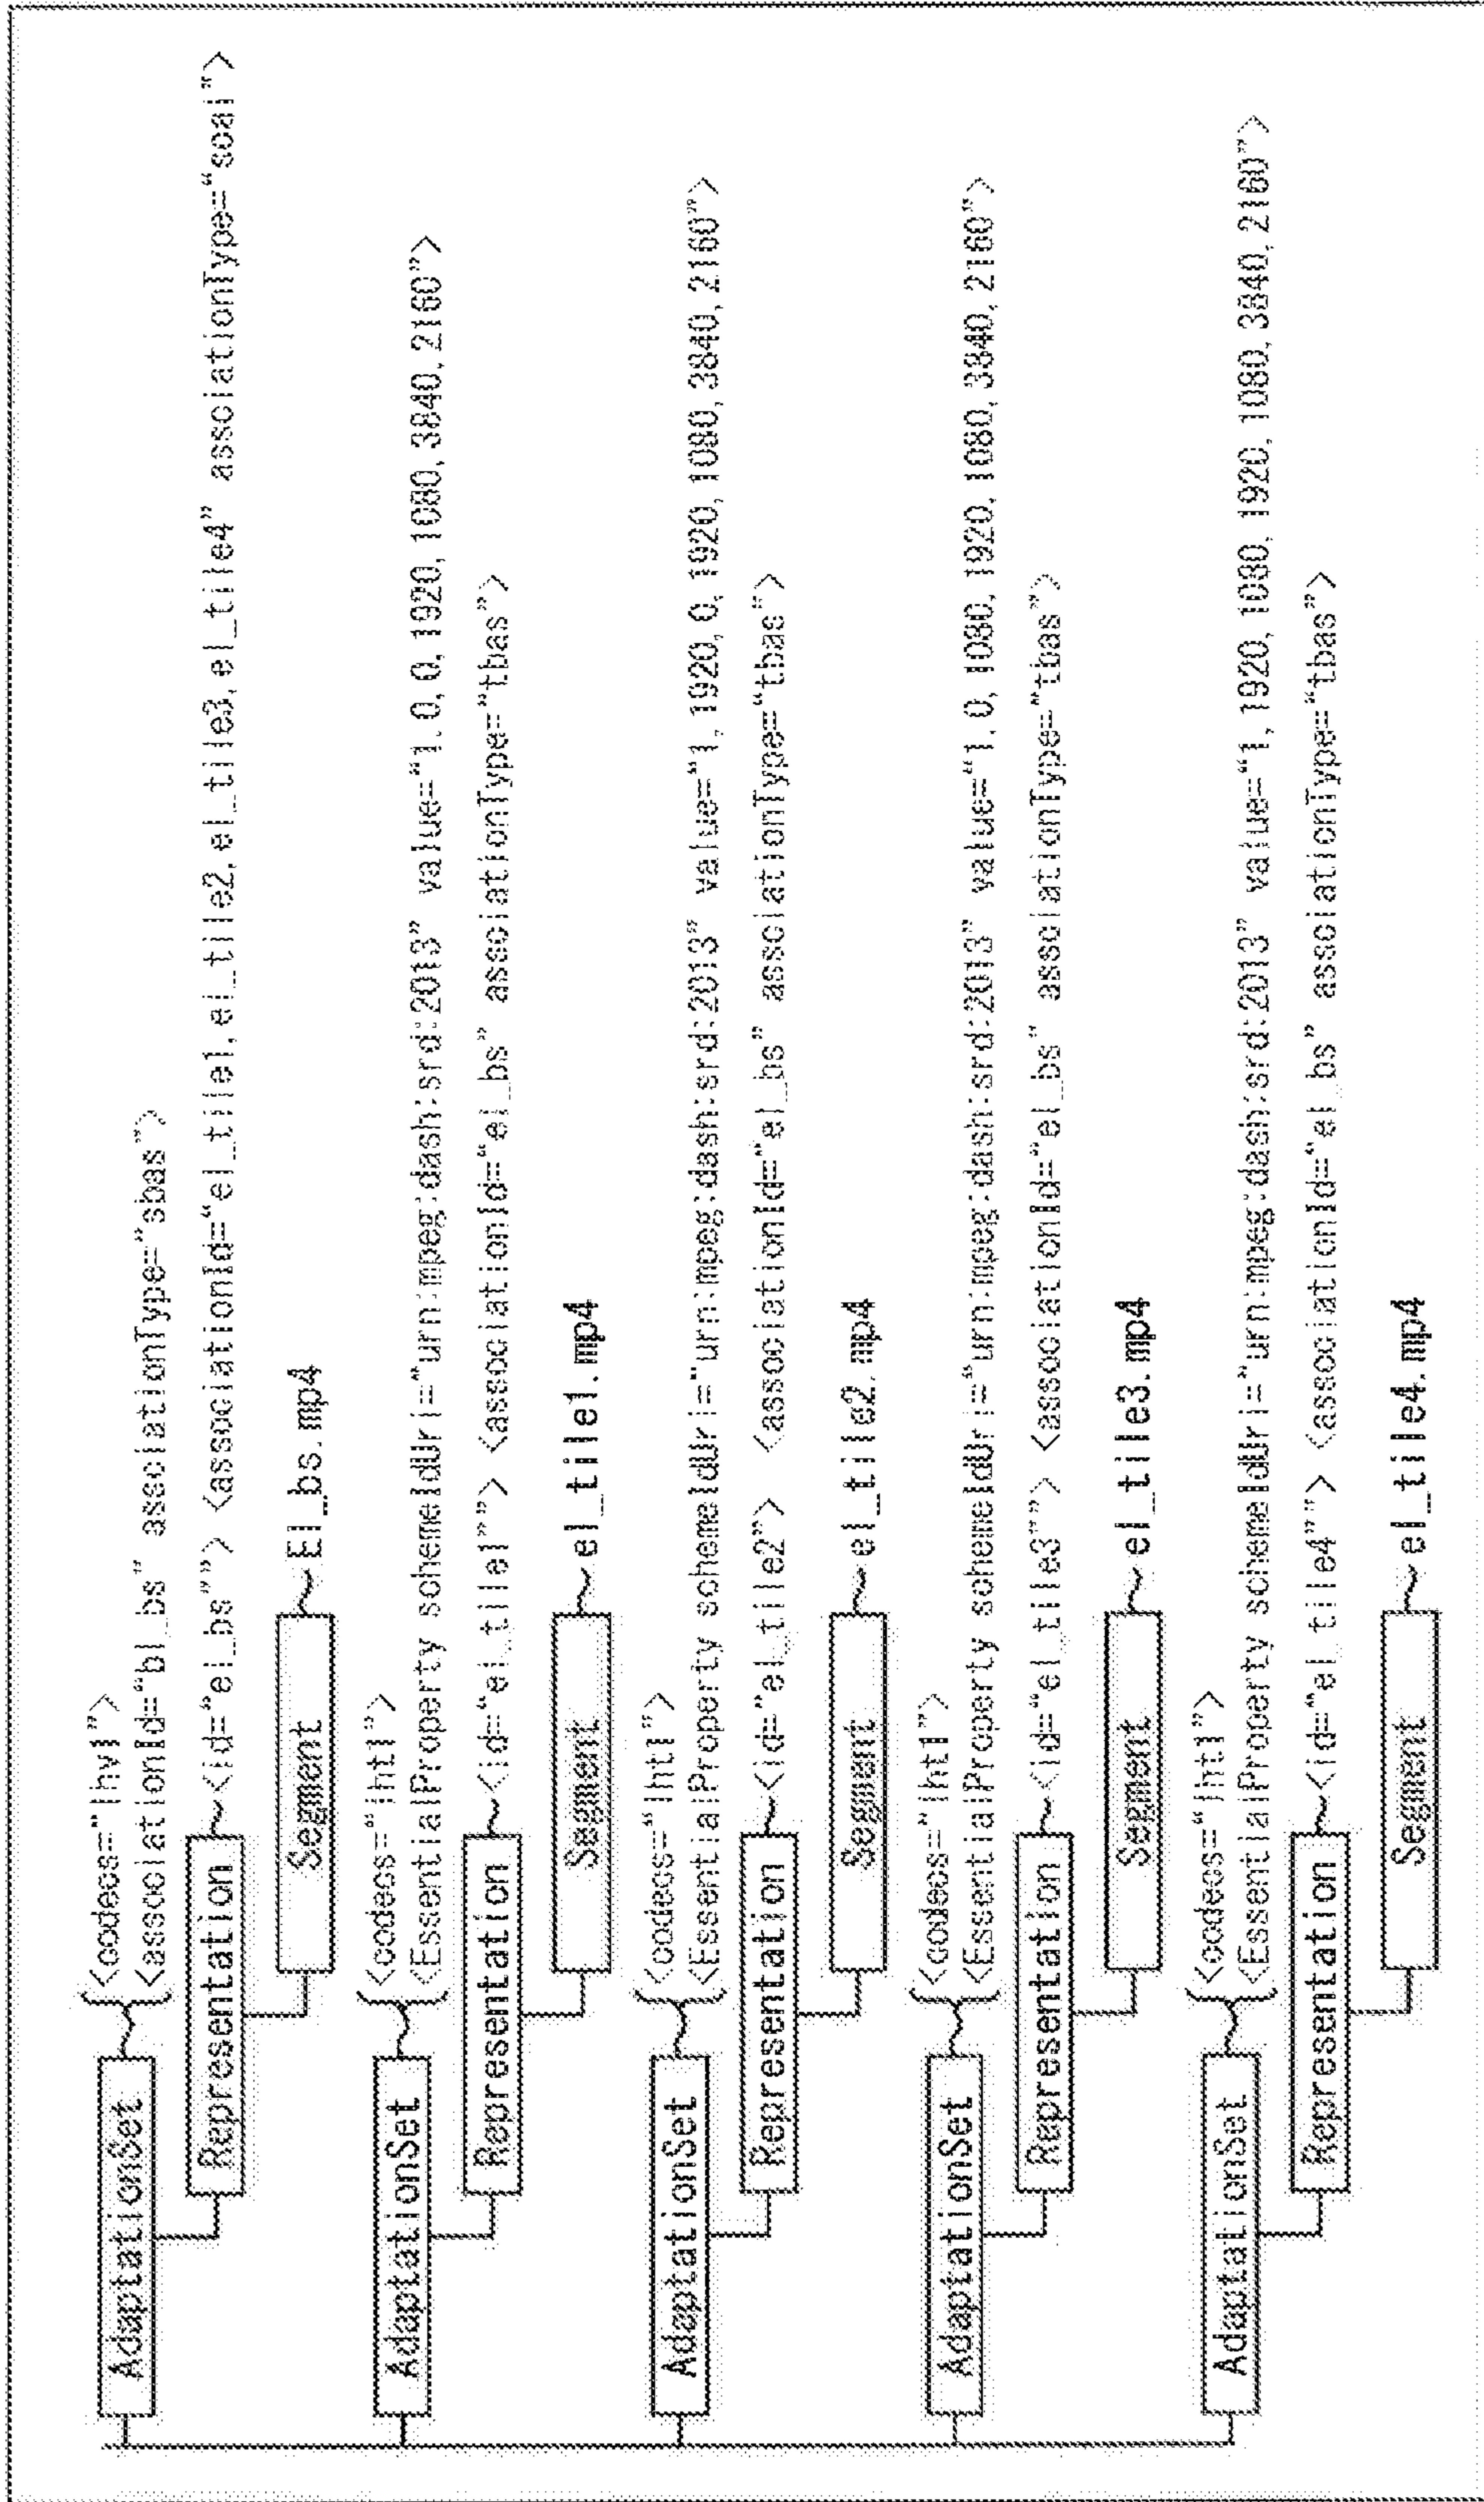 AdaptationSet <codecs="lhv1">
<associationId="bl_bs" associationType="sbas">
Representation <id="el_bs""> <associationId="el_tile1,el_tile2,el_tile3,el_tile4" associationType="scal">
Segment El_bs.mp4
AdaptationSet <codecs="lht1">
<EssentialProperty schemeIdUri="urn:mpeg:dash:srd:2013" value="1,0,0,1920,1080,3840,2160">
Representation <id="el_tile1""> <associationId="el_bs" associationType="tbas">
Segment el_tile1.mp4
AdaptationSet <codecs="lht1">
<EssentialProperty schemeIdUri="urn:mpeg:dash:srd:2013" value="1,1920,0,1920,1080,3840,2160">
Representation <id="el_tile2"> <associationId="el_bs" associationType="tbas">
Segment el_tile2.mp4
AdaptationSet <codecs="lht1">
<EssentialProperty schemeIdUri="urn:mpeg:dash:srd:2013" value="1,0,1080,1920,1080,3840,2160">
Representation <id="el_tile3""> <associationId="el_bs" associationType="tbas">
Segment el_tile3.mp4
AdaptationSet <codecs="lht1">
<EssentialProperty schemeIdUri="urn:mpeg:dash:srd:2013" value="1,1920,1080,1920,1080,3840,2160">
Representation <id="el_tile4""> <associationId="el_bs" associationType="tbas">
Segment el_tile4.mp4